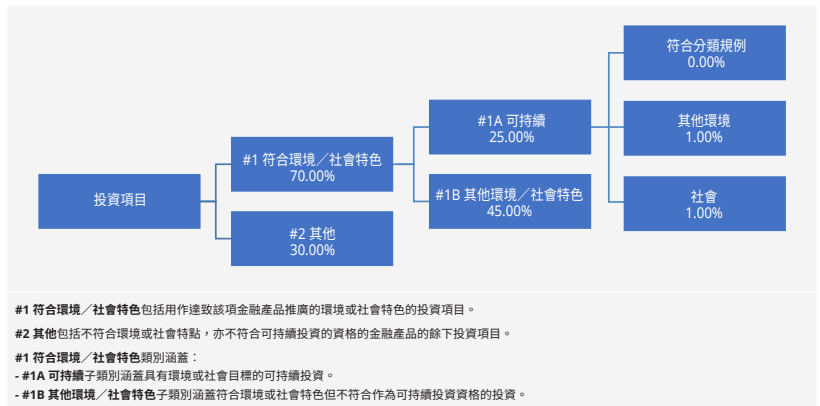 符合分類規例
0.00%
#1A 可持續
25.00%
其他環境
1.00%
#1 符合環境／社會特色
70.00%
投資項目
#1B 其他環境／社會特色
45.00%
社會
1.00%
#2 其他
30.00%
#1 符合環境／社會特色包括用作達致該項金融產品推廣的環境或社會特色的投資項目。
#2 其他包括不符合環境或社會特點，亦不符合可持續投資的資格的金融產品的餘下投資項目。
#1 符合環境／社會特色類別涵蓋：
- #1A 可持續子類別涵蓋具有環境或社會目標的可持續投資。
- #1B 其他環境／社會特色子類別涵蓋符合環境或社會特色但不符合作為可持續投資資格的投資。